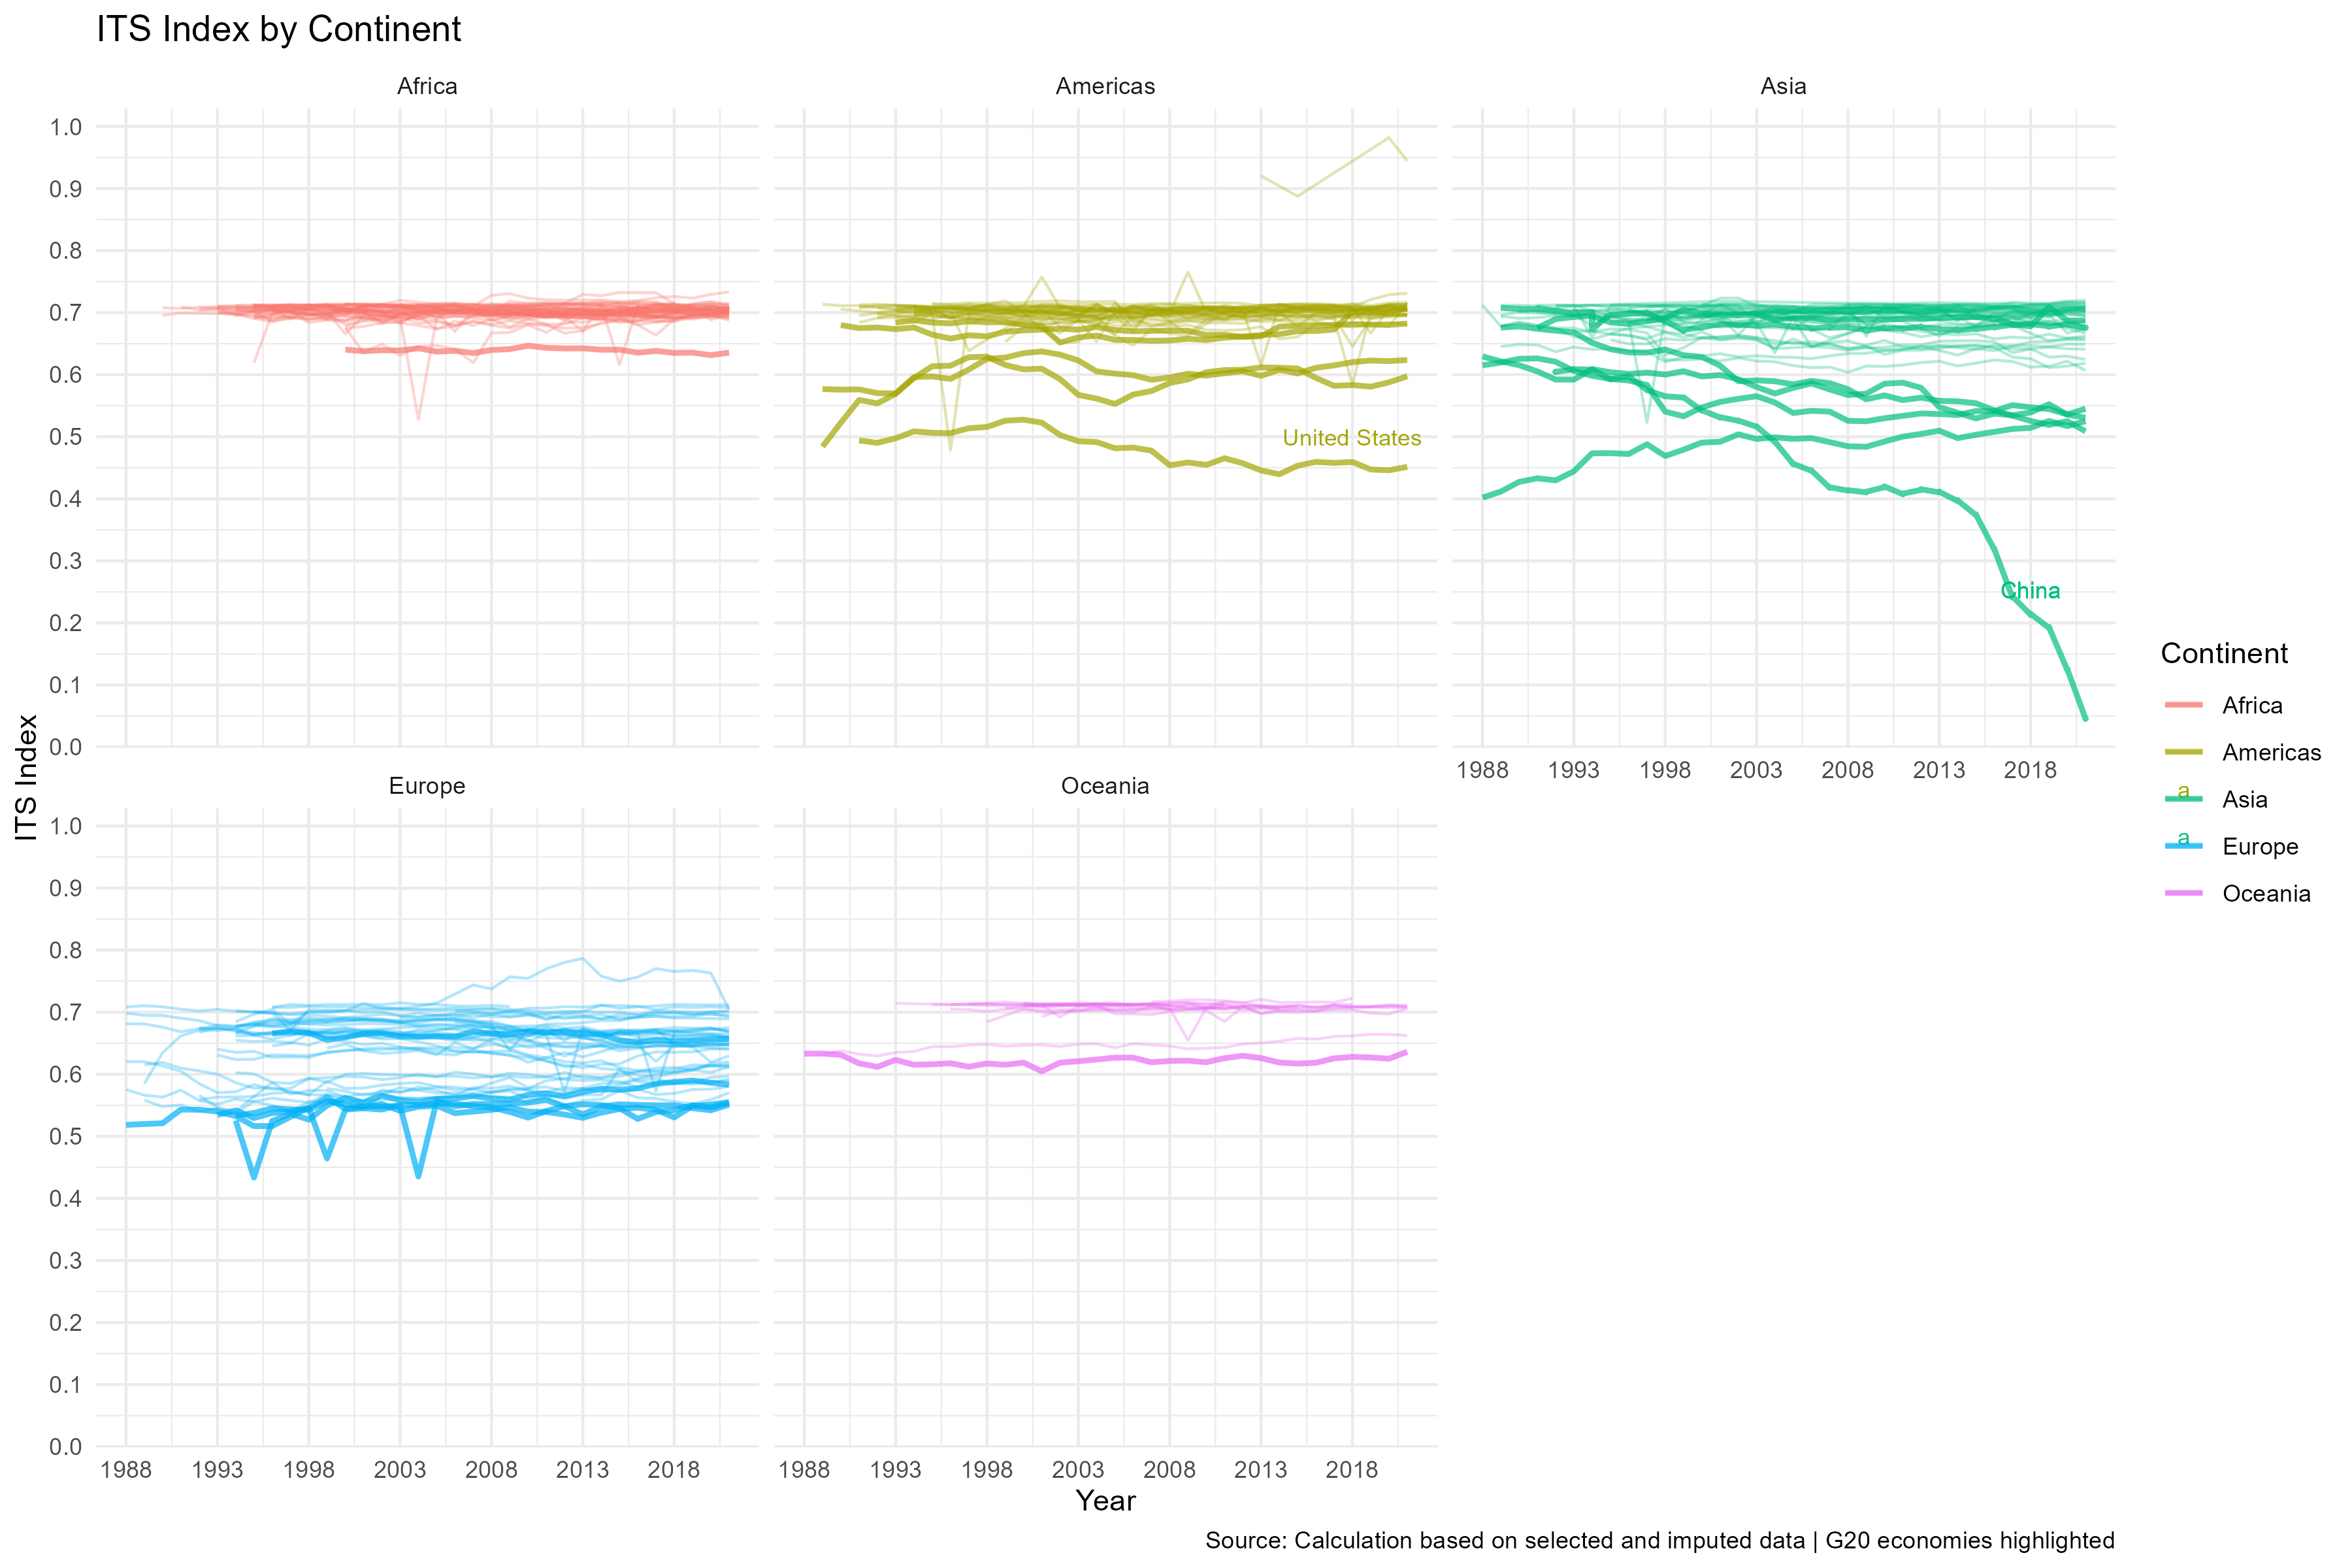 ITS Index by Continent
Africa
Americas
Asia
1.0
0.9
0.8
0.7
0.6
0.5
0.4
0.3
0.2
0.1
0.0
United States
China
1988 1993 1998 2003 2008 2013 2018
Europe
Oceania
1.0
0.9
0.8
0.7
0.6
0.5
0.4
0.3
0.2
0.1
0.0
1988 1993 1998 2003 2008 2013 2018
1988 1993 1998 2003 2008 2013 2018
ITS Index
Year
Continent
Africa
Americas
a
Asia
a
Europe
Oceania
Source: Calculation based on selected and imputed data | G20 economies highlighted